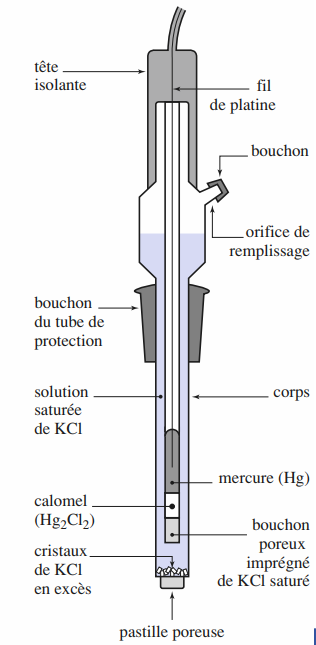 tête
isolante
fil
de platine
bouchon
orifice de
remplissage
bouchon
du tube de
protection
solution
saturée
de KCl
corps
mercure (Hg)
calomel
(Hg₂Cl₂)
bouchon
poreux
imprégné
de KCl saturé
cristaux
de KCl
en excès
pastille poreuse